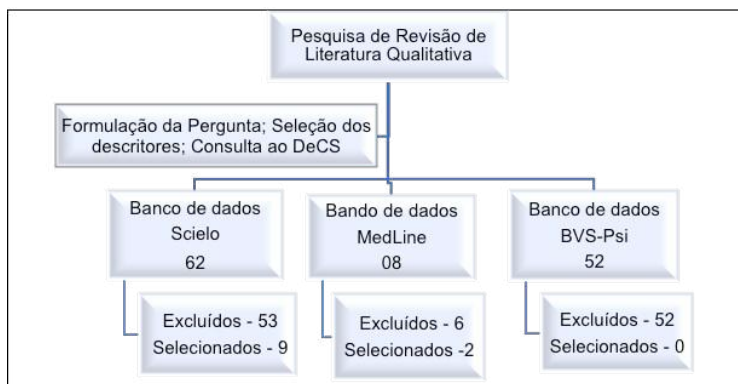 Pesquisa de Revisão de
Literatura Qualitativa
Formulação da Pergunta; Seleção dos
descritores; Consulta ao DeCS
Banco de dados
Scielo
62
Bando de dados
MedLine
08
Banco de dados
BVS-Psi
52
Excluídos - 53
Selecionados - 9
Excluídos - 6
Selecionados -2
Excluídos - 52
Selecionados - 0